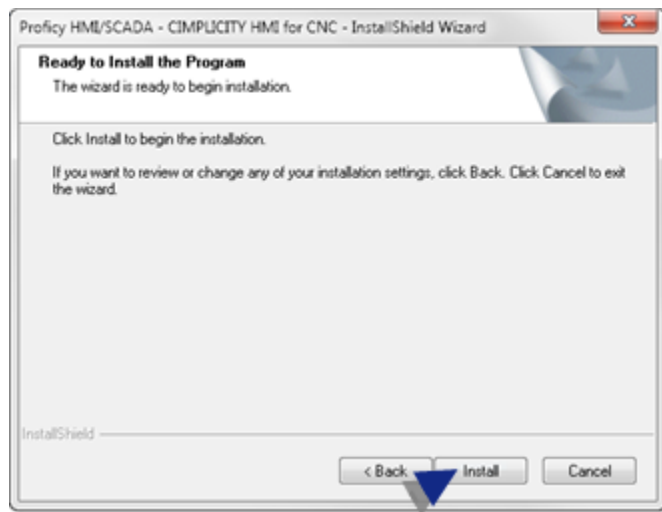 Proficy HMI/SCADA - CIMPLICITY HMI for CNC - InstallShield Wizard
Ready to Install the Program
The wizard is ready to begin installation.
Click Install to begin the installation.
If you want to review or change any of your installation settings, click Back. Click Cancel to exit
the wizard.
InstallShield
< Back Install Cancel